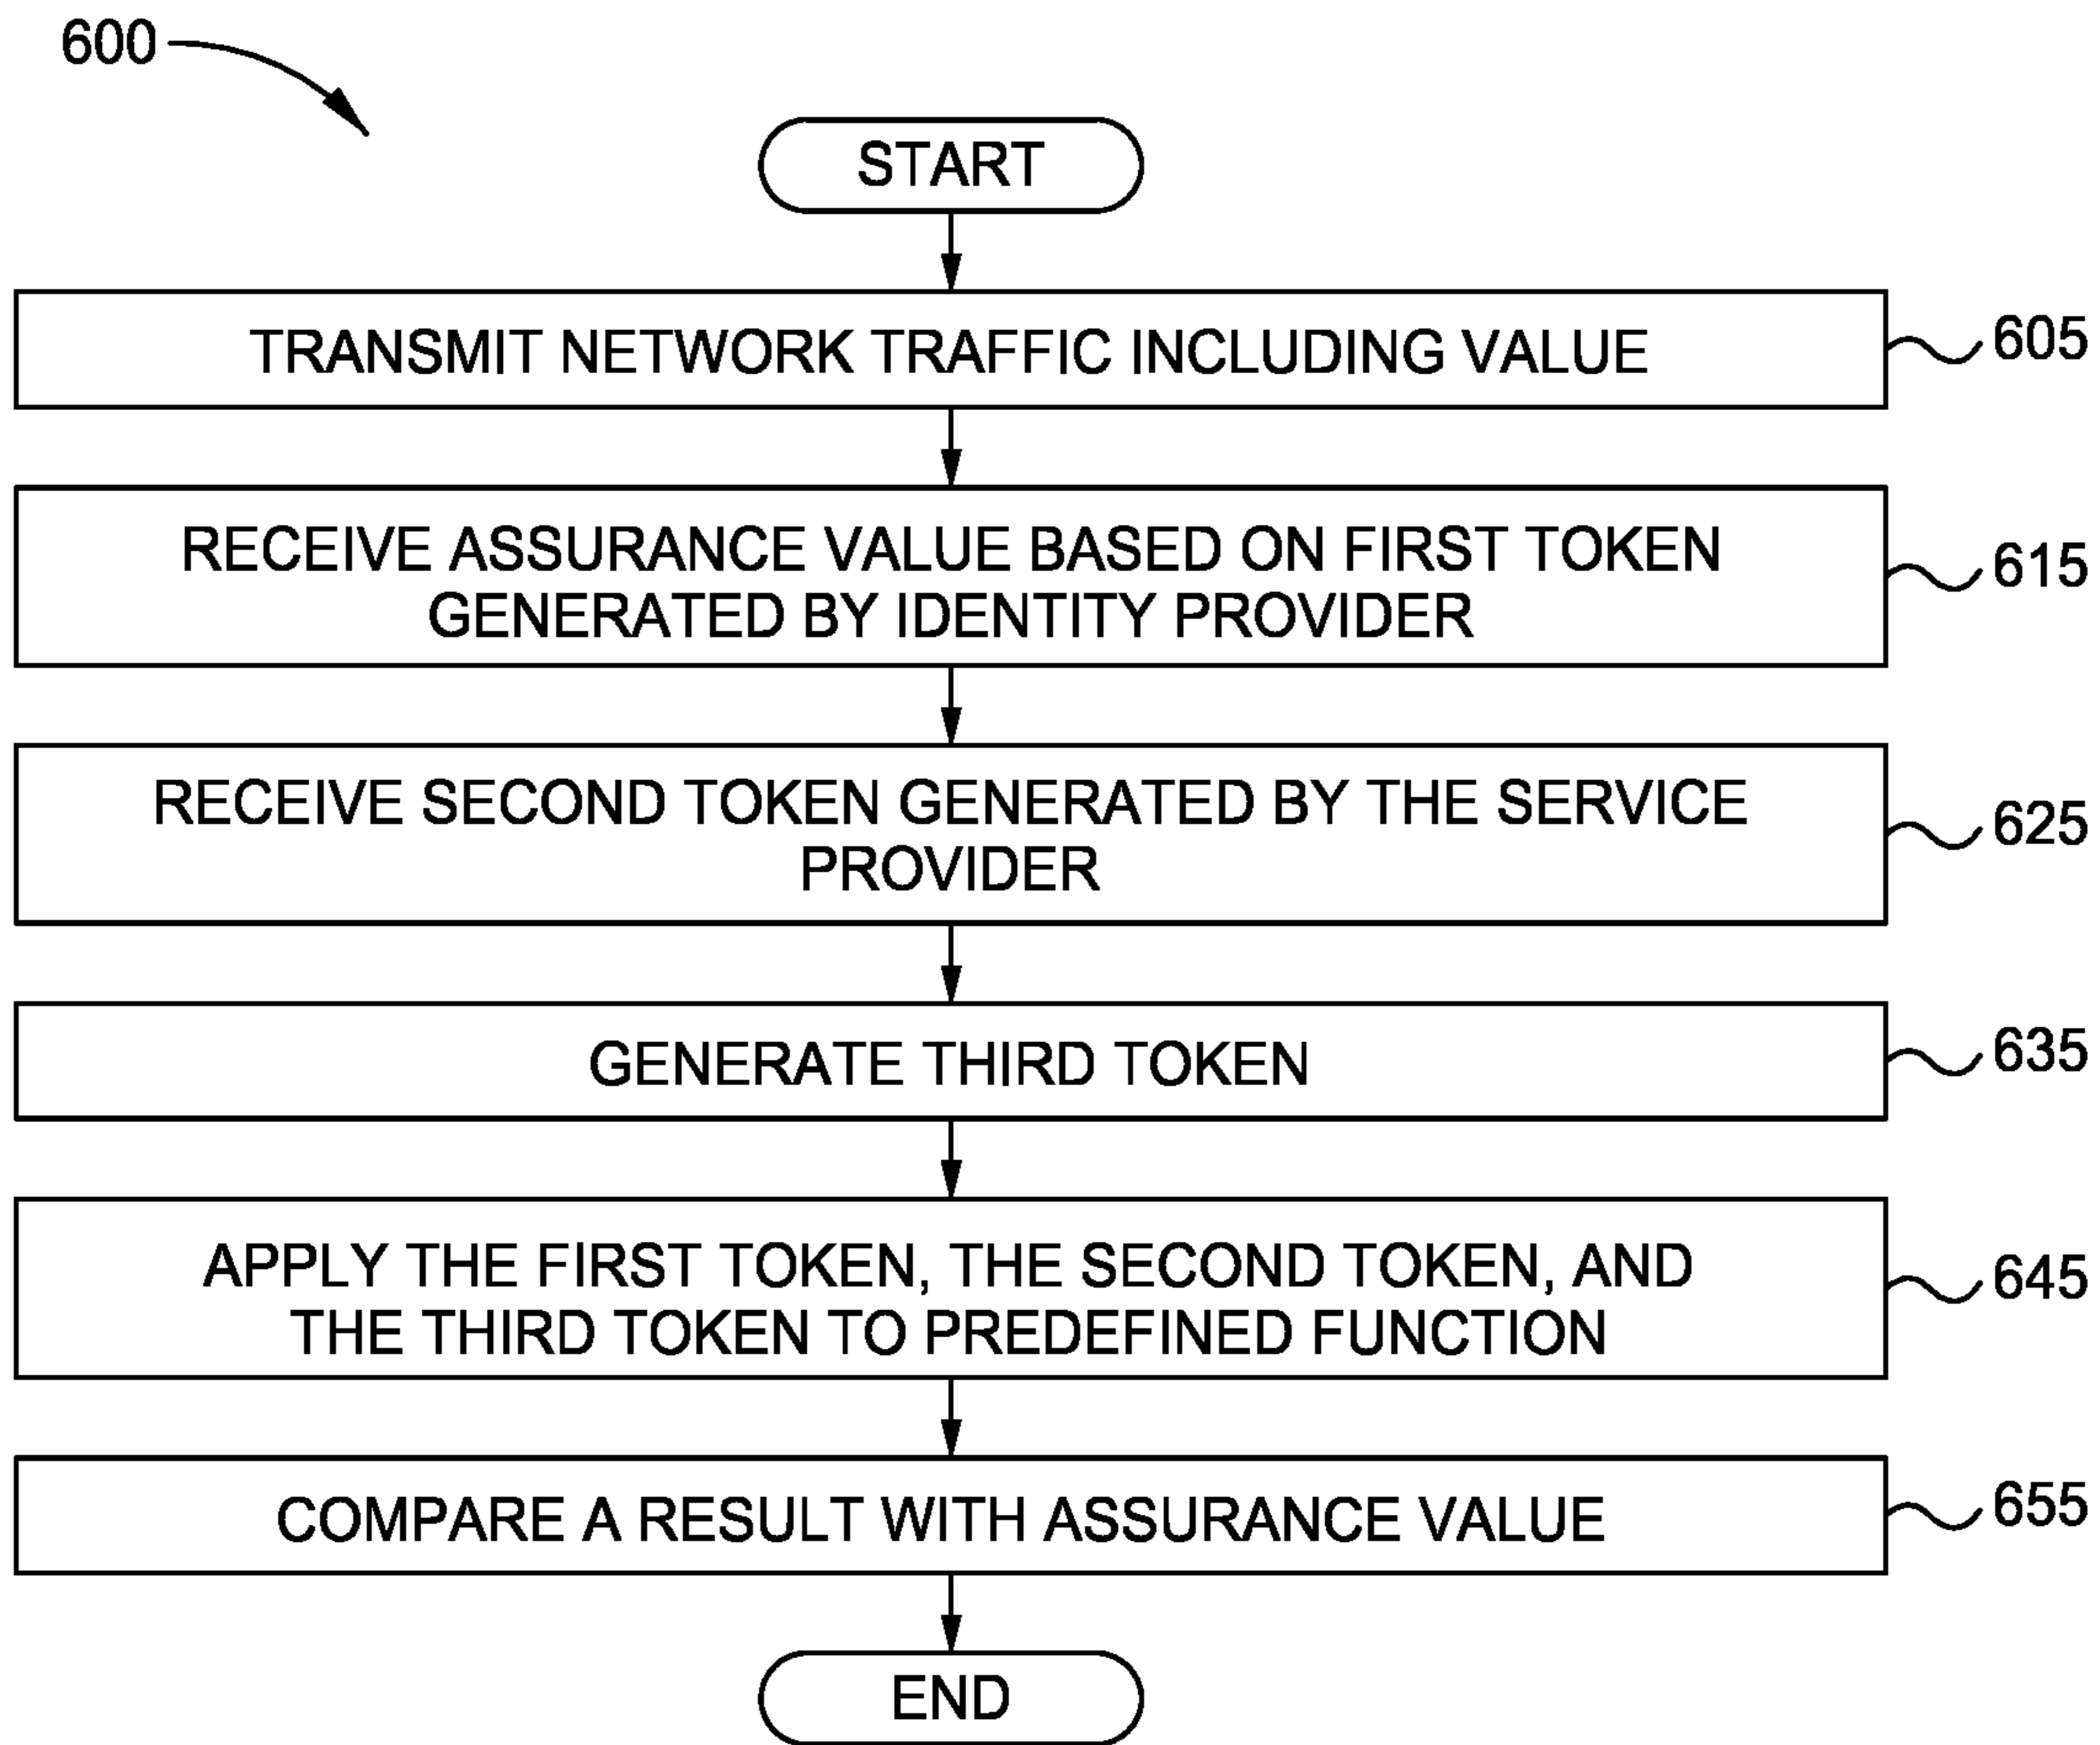 600
START
TRANSMIT NETWORK TRAFFIC INCLUDING VALUE
605
RECEIVE ASSURANCE VALUE BASED ON FIRST TOKEN
GENERATED BY IDENTITY PROVIDER
615
RECEIVE SECOND TOKEN GENERATED BY THE SERVICE
PROVIDER
625
GENERATE THIRD TOKEN
635
APPLY THE FIRST TOKEN, THE SECOND TOKEN, AND
THE THIRD TOKEN TO PREDEFINED FUNCTION
645
COMPARE A RESULT WITH ASSURANCE VALUE
655
END